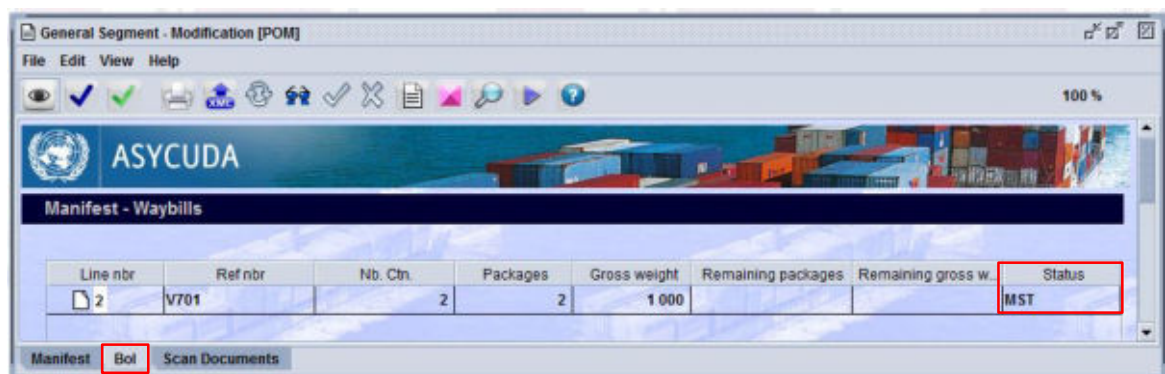 General Segment - Modification [POM]
File Edit View Help
XML
100 %
ASYCUDA
Manifest - Waybills
Line nbr Ref nbr Nb. Ctn. Packages Gross weight Remaining packages Remaining gross w... Status
2 V701 2 2 1 000 MST
Manifest Bol Scan Documents